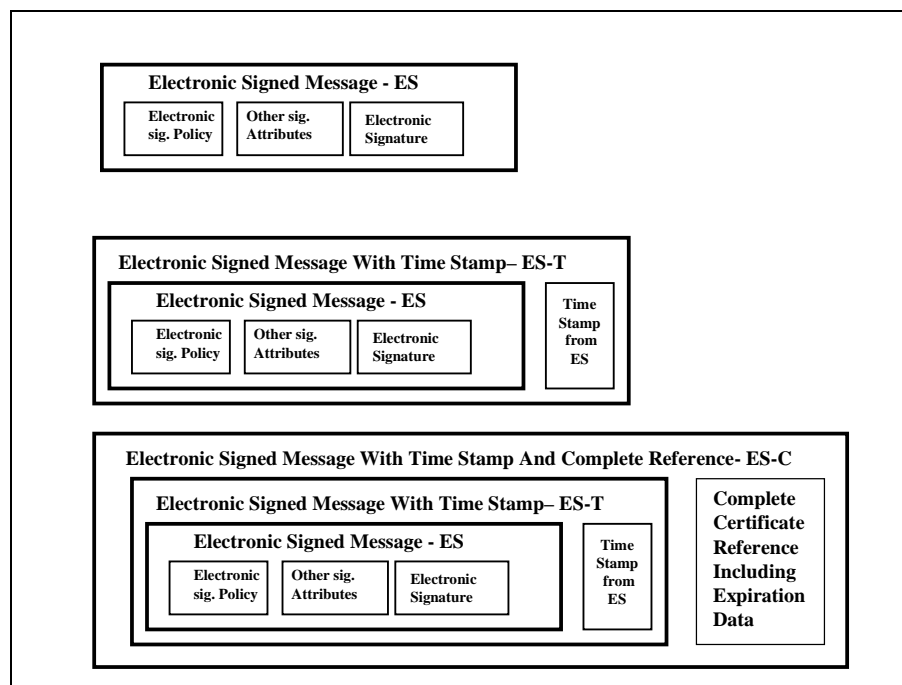 Electronic Signed Message - ES
Electronic
sig. Policy
Other sig.
Attributes
Electronic
Signature
Electronic Signed Message With Time Stamp– ES-T
Electronic Signed Message - ES
Electronic
sig. Policy
Other sig.
Attributes
Electronic
Signature
Time
Stamp
from
ES
Electronic Signed Message With Time Stamp And Complete Reference- ES-C
Electronic Signed Message With Time Stamp– ES-T
Electronic Signed Message - ES
Electronic
sig. Policy
Other sig.
Attributes
Electronic
Signature
Time
Stamp
from
ES
Complete
Certificate
Reference
Including
Expiration
Data